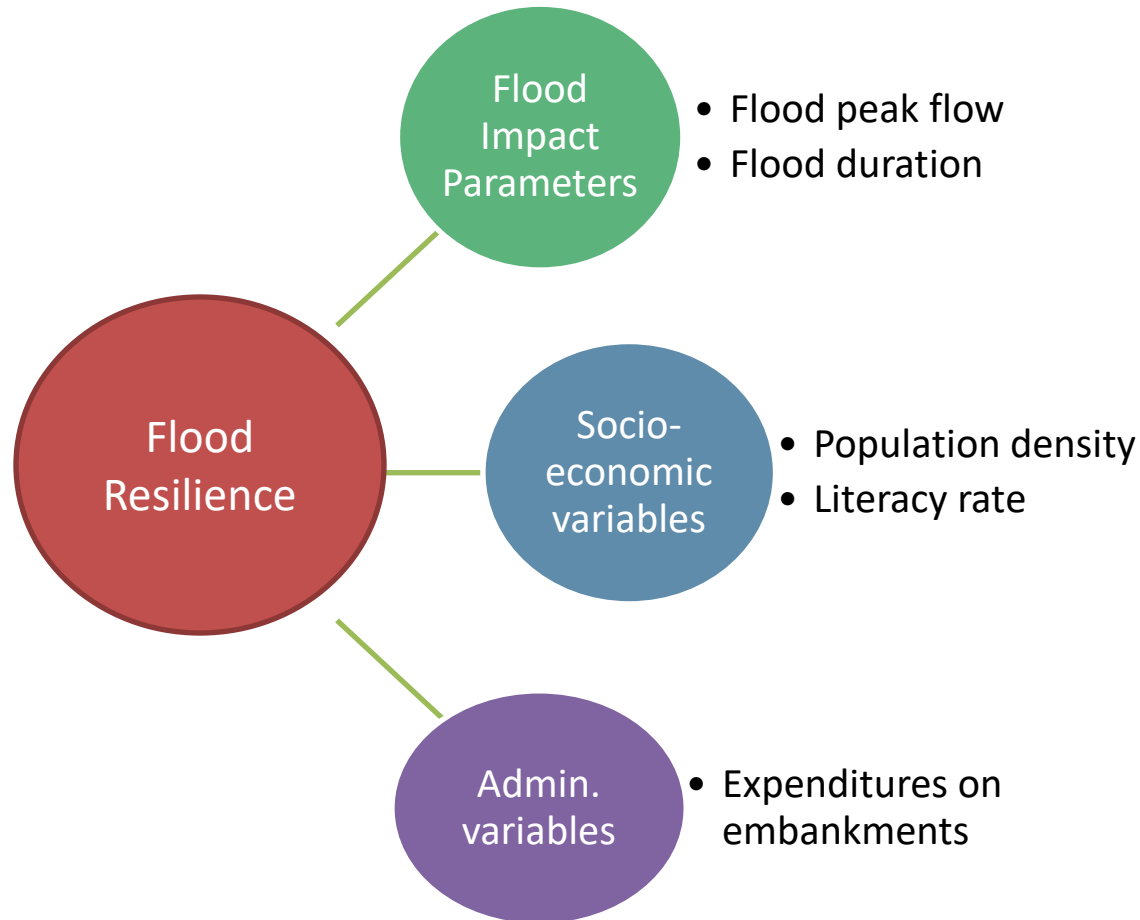 Flood
Impact
Parameters
• Flood peak flow
• Flood duration
Flood
Resilience
Socio-
economic
variables
• Population density
• Literacy rate
Admin.
variables
• Expenditures on
embankments